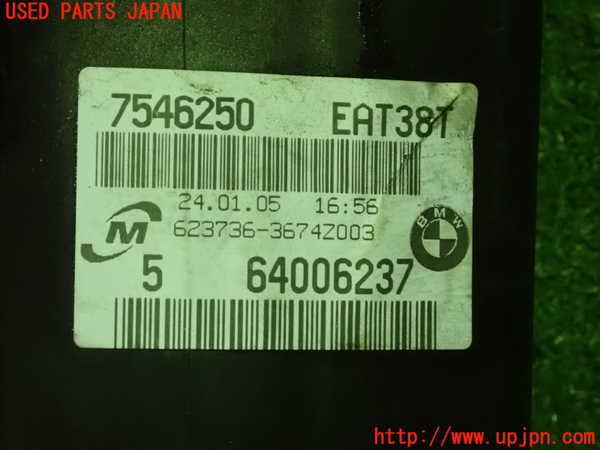 USED PARTS JAPAN
7546250 EAT38T
24.01.05 16:56
623736-3674Z003
M
BMW
5 64006237
http://www.upjpn.com/